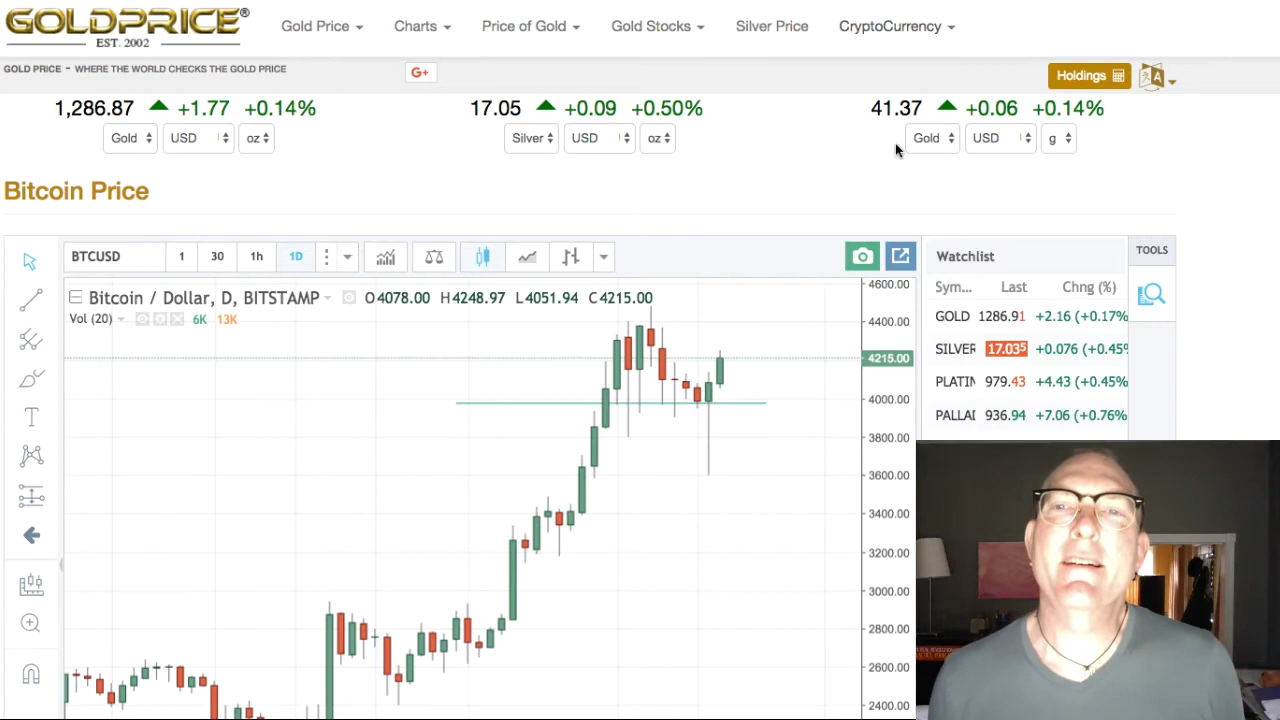 GOLDPRICE®
EST. 2002
Gold Price Charts Price of Gold Gold Stocks Silver Price CryptoCurrency
GOLD PRICE - WHERE THE WORLD CHECKS THE GOLD PRICE
G+
Holdings
A
1,286.87 +1.77 +0.14%
Gold USD oz
17.05 +0.09 +0.50%
Silver USD oz
41.37 +0.06 +0.14%
Gold USD g
Bitcoin Price
BTCUSD 1 30 1h 1D
Bitcoin / Dollar, D, BITSTAMP O4078.00 H4248.97 L4051.94 C4215.00
Vol (20) 6K 13K
T
4600.00
4400.00
4215.00
4000.00
3800.00
3600.00
3400.00
3200.00
3000.00
2800.00
2600.00
2400.00
Watchlist
Sym... Last Chng (%)
GOLD 1286.91 +2.16 (+0.17%
SILVER 17.035 +0.076 (+0.45%
PLATIN 979.43 +4.43 (+0.45%
PALLAI 936.94 +7.06 (+0.76%
TOOLS